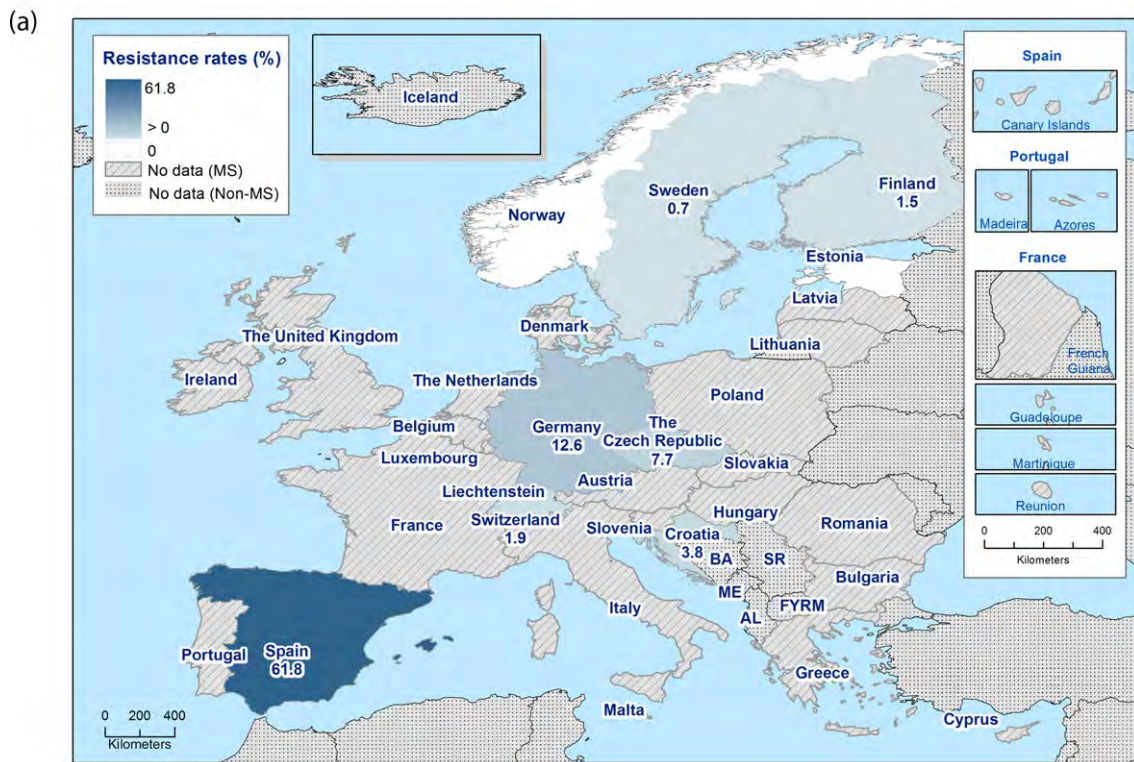 (a)
Resistance rates (%)
61.8
> 0
0
No data (MS)
No data (Non-MS)
Iceland
Spain
Canary Islands
Portugal
Madeira
Azores
France
French
Guiana
Guadeloupe
Martinique
Reunion
0 200 400
Kilometers
Norway
Sweden
0.7
Finland
1.5
Estonia
Latvia
Lithuania
Denmark
The United Kingdom
Ireland
The Netherlands
Poland
Belgium
Germany
12.6
The
Czech Republic
7.7
Luxembourg
Slovakia
Austria
Liechtenstein
Hungary
France
Switzerland
1.9
Slovenia
Romania
Croatia
3.8
BA
SR
Bulgaria
ME
FYRM
AL
Italy
Portugal
Spain
61.8
Greece
Malta
Cyprus
0 200 400
Kilometers